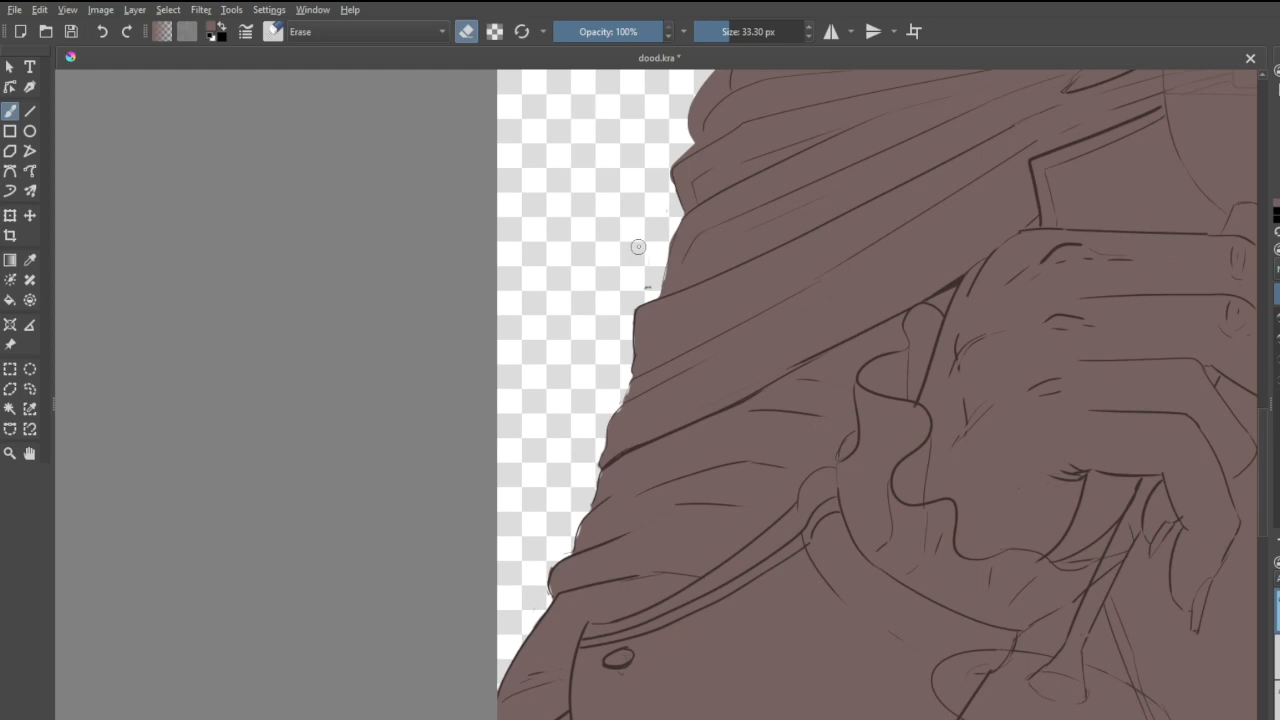 File Edit View Image Layer Select Filter Tools Settings Window Help
Erase Opacity: 100% Size: 33.30 px
dood.kra *